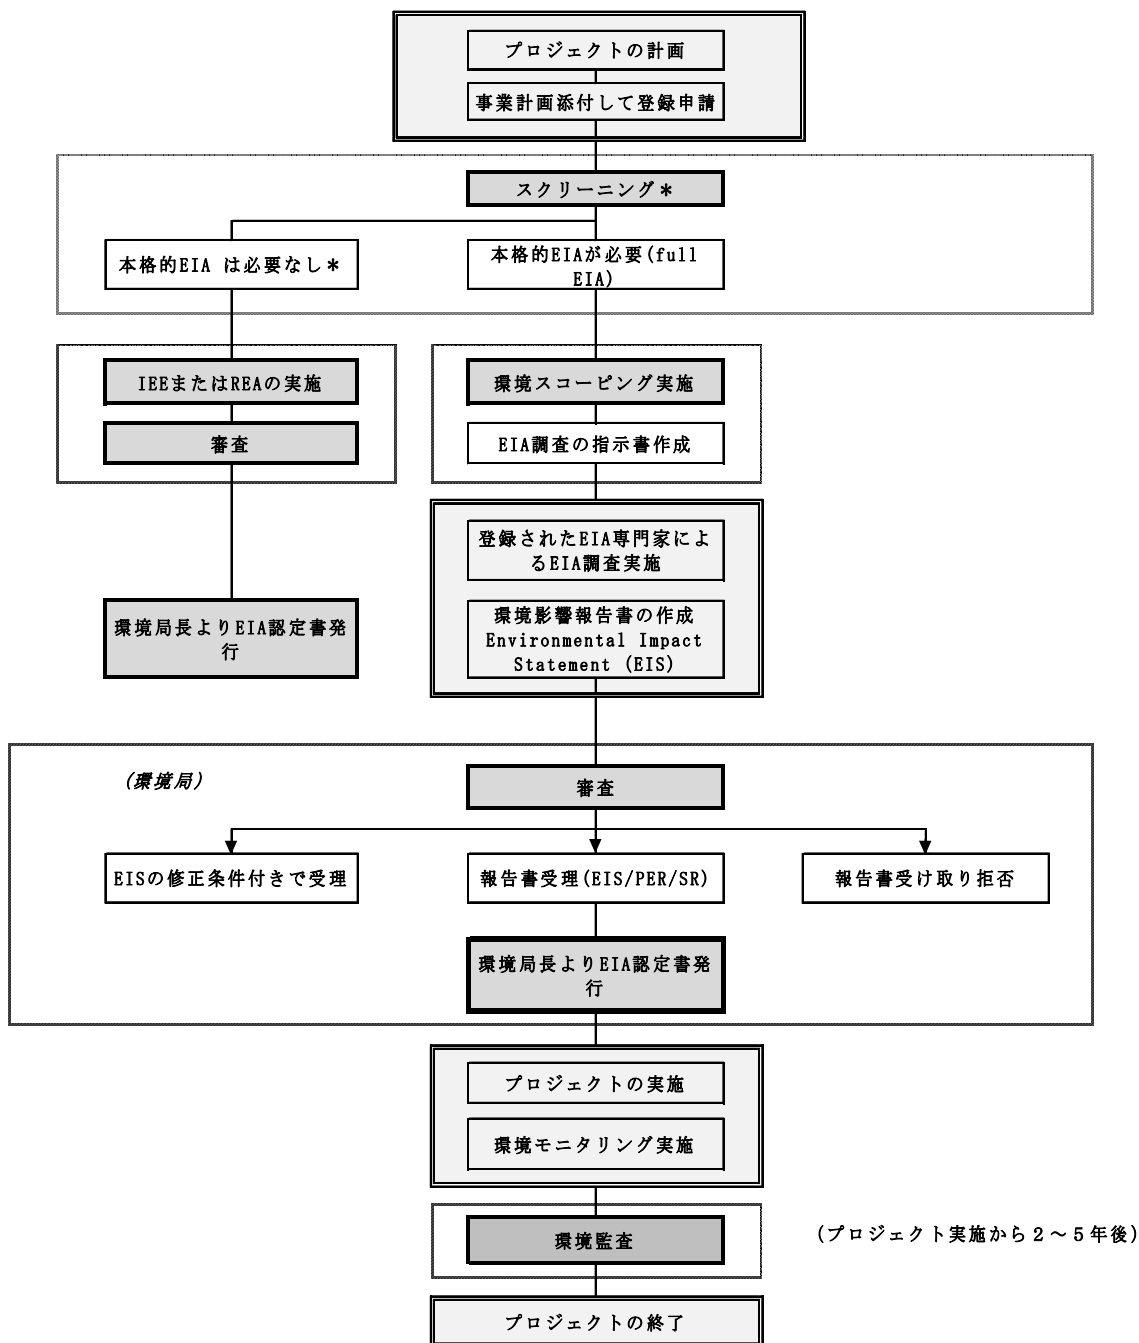 プロジェクトの計画
事業計画添付して登録申請
スクリーニング*
本格的EIA は必要なし*
本格的EIAが必要(full
EIA)
IEEまたはREAの実施
審査
環境局長よりEIA認定書発
行
環境スコーピング実施
EIA調査の指示書作成
登録されたEIA専門家によ
るEIA調査実施
環境影響報告書の作成
Environmental Impact
Statement (EIS)
(環境局)
審査
EISの修正条件付きで受理
報告書受理(EIS/PER/SR)
報告書受け取り拒否
環境局長よりEIA認定書発
行
プロジェクトの実施
環境モニタリング実施
環境監査
(プロジェクト実施から2～5年後)
プロジェクトの終了